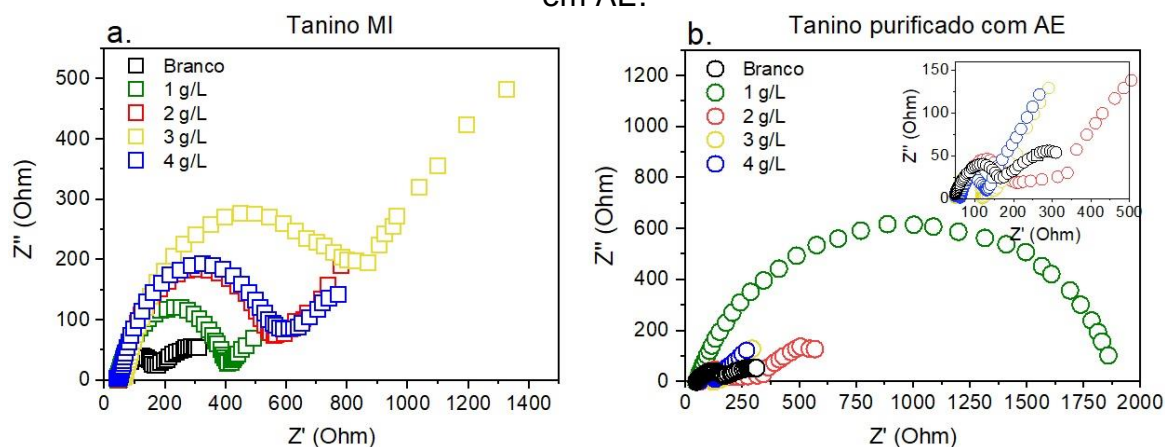 em AE.
a.
Tanino MI
Branco
1 g/L
2 g/L
3 g/L
4 g/L
500
400
300
200
100
0
0 200 400 600 800 1000 1200 1400
Z'' (Ohm)
Z' (Ohm)
b.
Tanino purificado com AE
Branco
1 g/L
2 g/L
3 g/L
4 g/L
1200
1000
800
600
400
200
0
0 250 500 750 1000 1250 1500 1750 2000
Z'' (Ohm)
Z' (Ohm)
150
100
50
0
100 200 300 400 500
Z'' (Ohm)
Z' (Ohm)